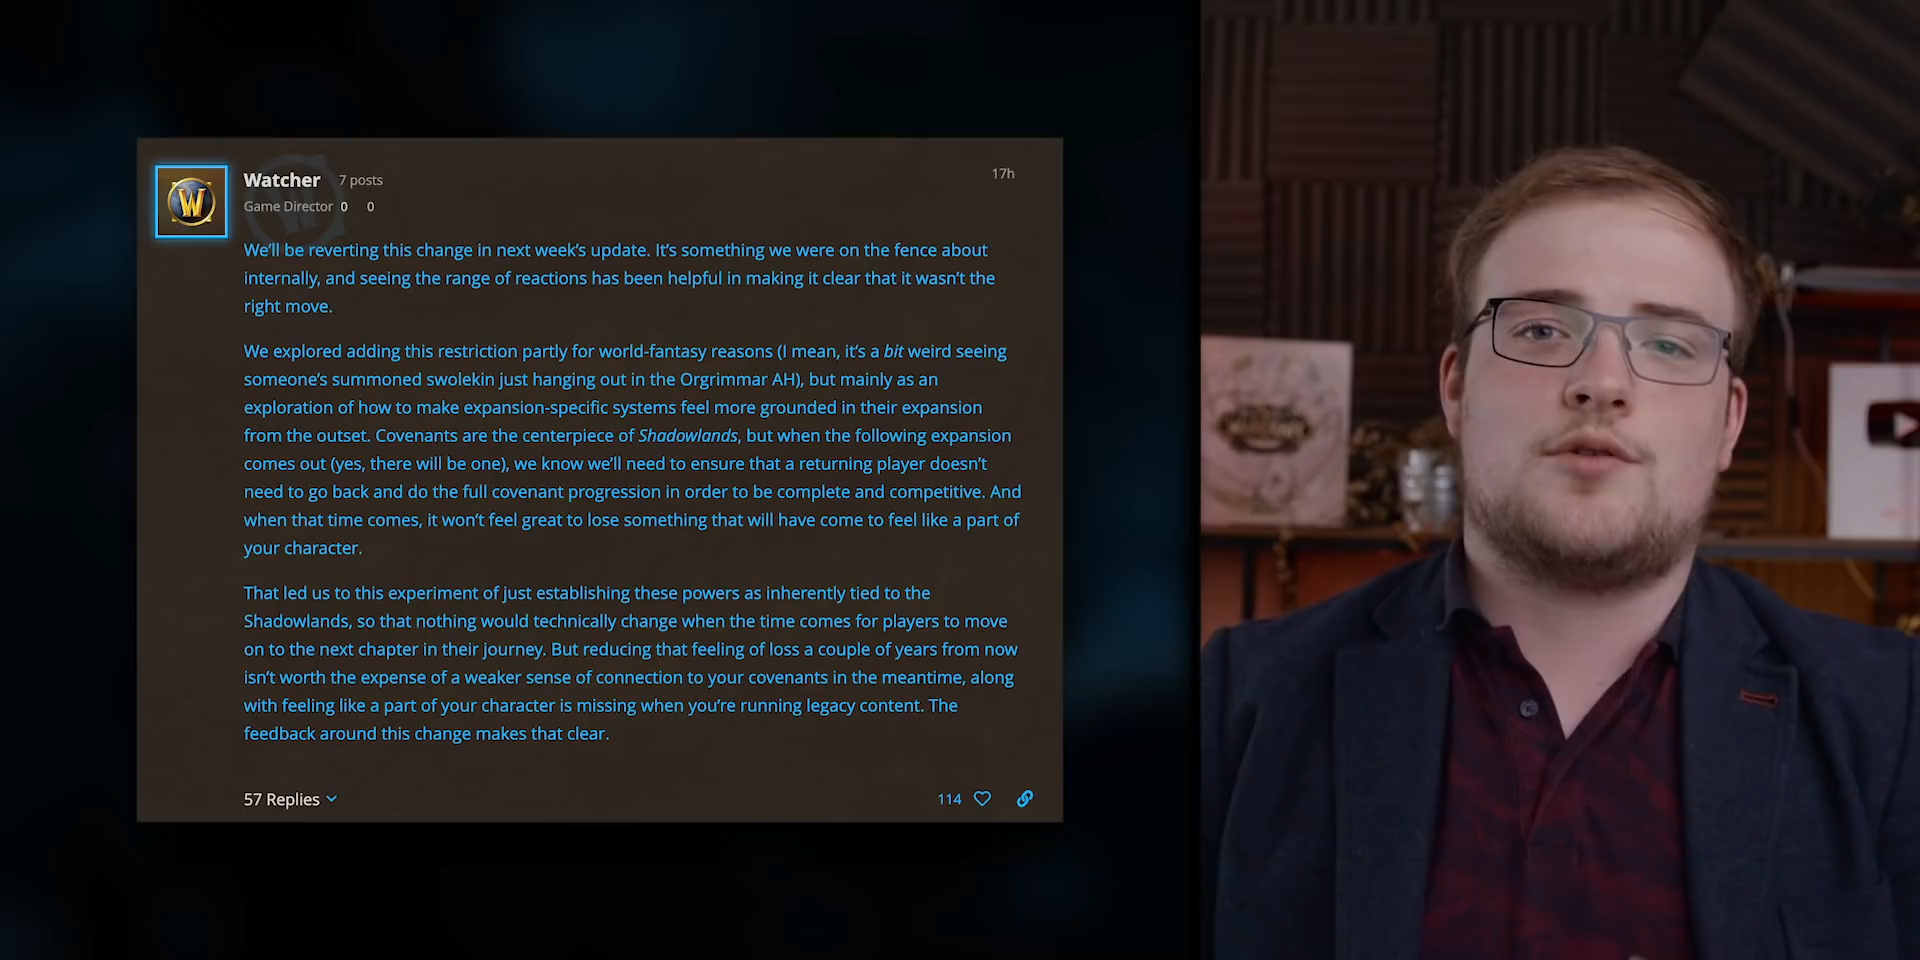 Watcher 7 posts
17h
Game Director 0 0
We'll be reverting this change in next week's update. It's something we were on the fence about
internally, and seeing the range of reactions has been helpful in making it clear that it wasn't the
right move.
We explored adding this restriction partly for world-fantasy reasons (I mean, it's a bit weird seeing
someone's summoned swolekin just hanging out in the Orgrimmar AH), but mainly as an
exploration of how to make expansion-specific systems feel more grounded in their expansion
from the outset. Covenants are the centerpiece of Shadowlands, but when the following expansion
comes out (yes, there will be one), we know we'll need to ensure that a returning player doesn't
need to go back and do the full covenant progression in order to be complete and competitive. And
when that time comes, it won't feel great to lose something that will have come to feel like a part of
your character.
That led us to this experiment of just establishing these powers as inherently tied to the
Shadowlands, so that nothing would technically change when the time comes for players to move
on to the next chapter in their journey. But reducing that feeling of loss a couple of years from now
isn't worth the expense of a weaker sense of connection to your covenants in the meantime, along
with feeling like a part of your character is missing when you're running legacy content. The
feedback around this change makes that clear.
57 Replies
114